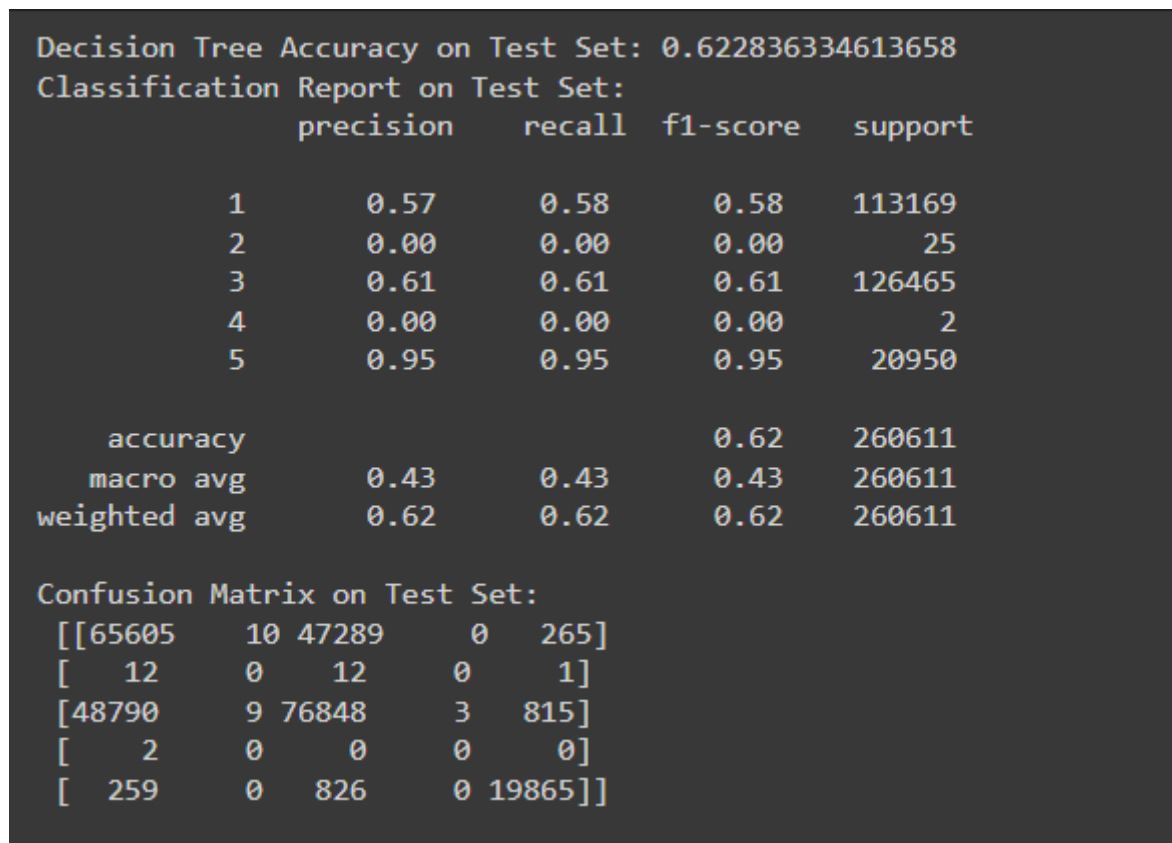 Decision Tree Accuracy on Test Set: 0.622836334613658
Classification Report on Test Set:
              precision    recall  f1-score   support

           1       0.57      0.58      0.58    113169
           2       0.00      0.00      0.00        25
           3       0.61      0.61      0.61    126465
           4       0.00      0.00      0.00         2
           5       0.95      0.95      0.95     20950

    accuracy                           0.62    260611
   macro avg       0.43      0.43      0.43    260611
weighted avg       0.62      0.62      0.62    260611

Confusion Matrix on Test Set:
 [[65605    10 47289     0   265]
 [   12     0    12     0     1]
 [48790     9 76848     3   815]
 [    2     0     0     0     0]
 [  259     0   826     0 19865]]